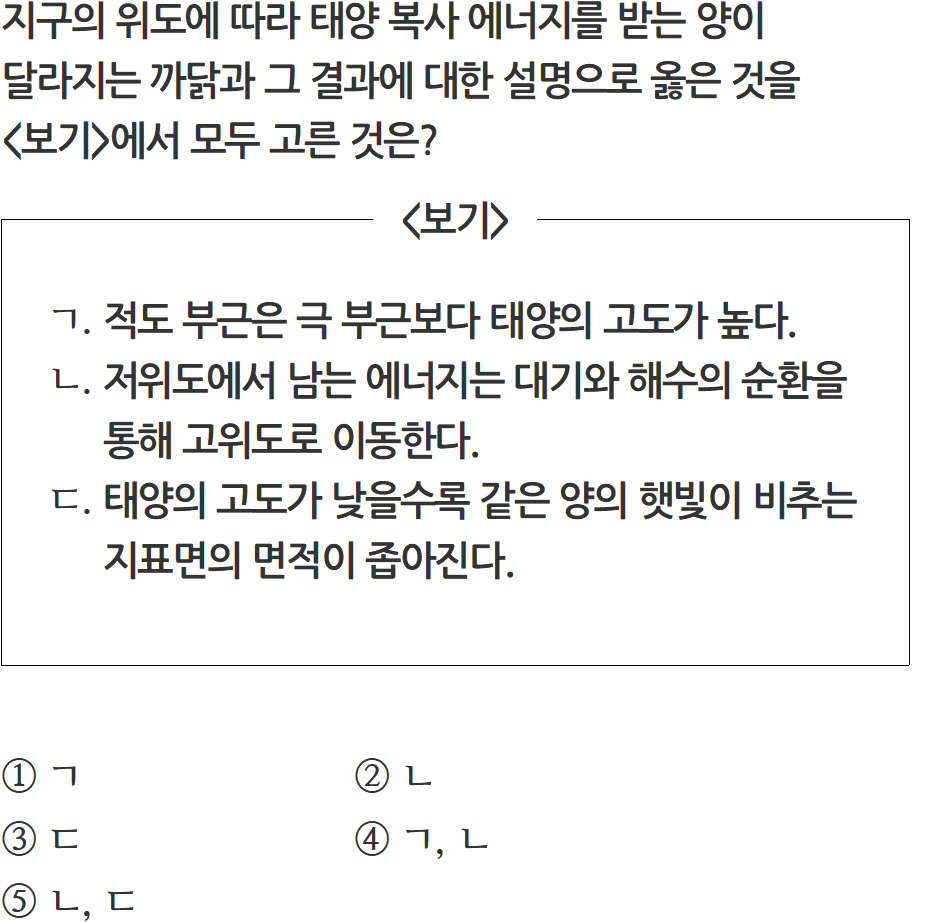 지구의 위도에 따라 태양 복사 에너지를 받는 양이
달라지는 까닭과 그 결과에 대한 설명으로 옳은 것을
<보기>에서 모두 고른 것은?
<보기>
ㄱ. 적도 부근은 극 부근보다 태양의 고도가 높다.
ㄴ. 저위도에서 남는 에너지는 대기와 해수의 순환을
통해 고위도로 이동한다.
ㄷ. 태양의 고도가 낮을수록 같은 양의 햇빛이 비추는
지표면의 면적이 좁아진다.
① ㄱ ② ㄴ
③ ㄷ ④ ㄱ, ㄴ
⑤ ㄴ, ㄷ